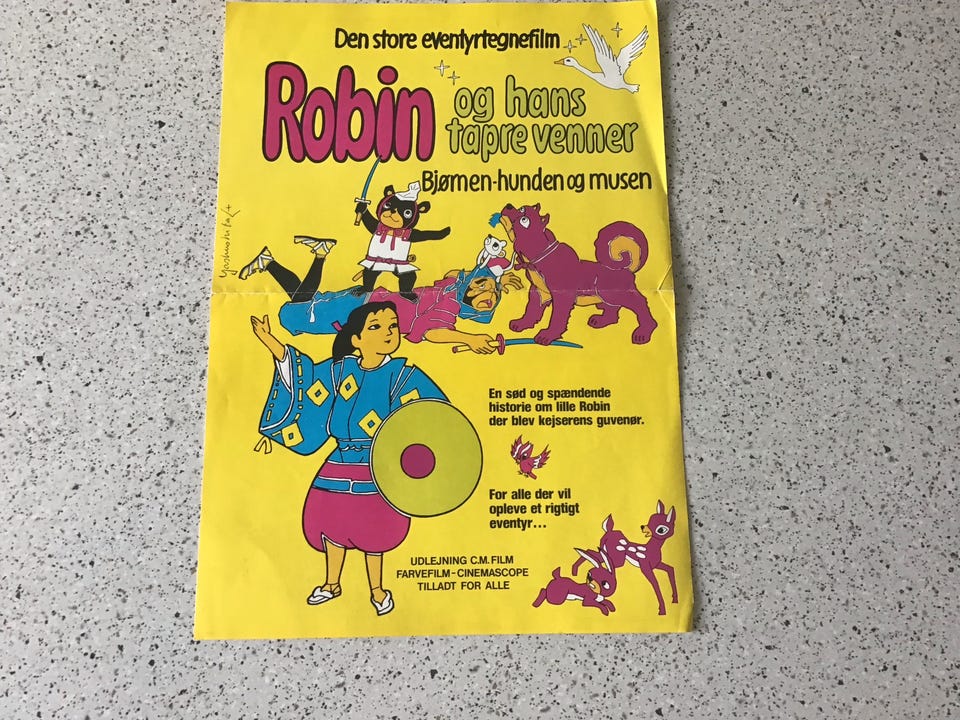 Den store eventyrtegnefilm
Robin og hans
tapre venner
Bjørnen-hunden og musen
En sød og spændende
historie om lille Robin
der blev kejserens guvenør.
For alle der vil
opleve et rigtigt
eventyr...
UDLEJNING C.M. FILM
FARVEFILM-CINEMASCOPE
TILLADT FOR ALLE